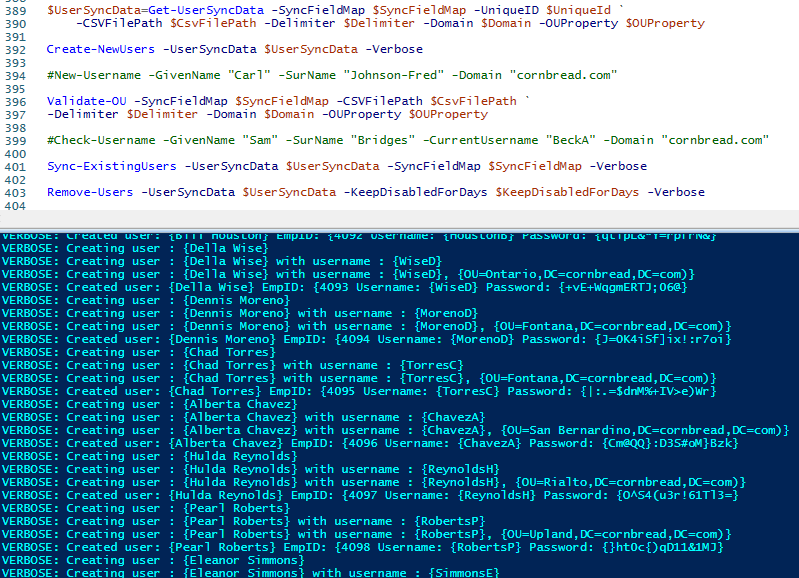 389 $UserSyncData=Get-UserSyncData -SyncFieldMap $SyncFieldMap -UniqueID $UniqueId `
390 -CSVFilePath $CsvFilePath -Delimiter $Delimiter -Domain $Domain -OUProperty $OUProperty
391
392 Create-NewUsers -UserSyncData $UserSyncData -Verbose
393
394 #New-Username -GivenName "Carl" -SurName "Johnson-Fred" -Domain "cornbread.com"
395
396 Validate-OU -SyncFieldMap $SyncFieldMap -CSVFilePath $CsvFilePath `
397 -Delimiter $Delimiter -Domain $Domain -OUProperty $OUProperty
398
399 #Check-Username -GivenName "Sam" -SurName "Bridges" -CurrentUsername "BeckA" -Domain "cornbread.com"
400
401 Sync-ExistingUsers -UserSyncData $UserSyncData -SyncFieldMap $SyncFieldMap -Verbose
402
403 Remove-Users -UserSyncData $UserSyncData -KeepDisabledForDays $KeepDisabledForDays -Verbose
404
VERBOSE: Created user: {Bill Houston} EmpID: {4092 Username: {HoustonB} Password:
VERBOSE: Creating user : {Della Wise}
VERBOSE: Creating user : {Della Wise} with username : {WiseD}
VERBOSE: Creating user : {Della Wise} with username : {WiseD}, {OU=Ontario,DC=cornbread,DC=com)}
VERBOSE: Created user: {Della Wise} EmpID: {4093 Username: {WiseD} Password: {+vE+WqgmERTJ;06@}
VERBOSE: Creating user : {Dennis Moreno}
VERBOSE: Creating user : {Dennis Moreno} with username : {MorenoD}
VERBOSE: Creating user : {Dennis Moreno} with username : {MorenoD}, {OU=Fontana,DC=cornbread,DC=com)}
VERBOSE: Created user: {Dennis Moreno} EmpID: {4094 Username: {MorenoD} Password: {J=OK4iSf]ix!:r7oi}
VERBOSE: Creating user : {Chad Torres}
VERBOSE: Creating user : {Chad Torres} with username : {TorresC}
VERBOSE: Creating user : {Chad Torres} with username : {TorresC}, {OU=Fontana,DC=cornbread,DC=com)}
VERBOSE: Created user: {Chad Torres} EmpID: {4095 Username: {TorresC} Password: {|:.=$dnM%+IV>e)Wr}
VERBOSE: Creating user : {Alberta Chavez}
VERBOSE: Creating user : {Alberta Chavez} with username : {ChavezA}
VERBOSE: Creating user : {Alberta Chavez} with username : {ChavezA}, {OU=San Bernardino,DC=cornbread,DC=com)}
VERBOSE: Created user: {Alberta Chavez} EmpID: {4096 Username: {ChavezA} Password: {Cm@QQ}:D3S#oM}Bzk}
VERBOSE: Creating user : {Hulda Reynolds}
VERBOSE: Creating user : {Hulda Reynolds} with username : {ReynoldsH}
VERBOSE: Creating user : {Hulda Reynolds} with username : {ReynoldsH}, {OU=Rialto,DC=cornbread,DC=com)}
VERBOSE: Created user: {Hulda Reynolds} EmpID: {4097 Username: {ReynoldsH} Password: {O^S4(u3r!61Tl3=}
VERBOSE: Creating user : {Pearl Roberts}
VERBOSE: Creating user : {Pearl Roberts} with username : {RobertsP}
VERBOSE: Creating user : {Pearl Roberts} with username : {RobertsP}, {OU=Upland,DC=cornbread,DC=com)}
VERBOSE: Created user: {Pearl Roberts} EmpID: {4098 Username: {RobertsP} Password: {}htOc{)qD11&1MJ}
VERBOSE: Creating user : {Eleanor Simmons}
VERBOSE: Creating user : {Eleanor Simmons} with username : {SimmonsE}